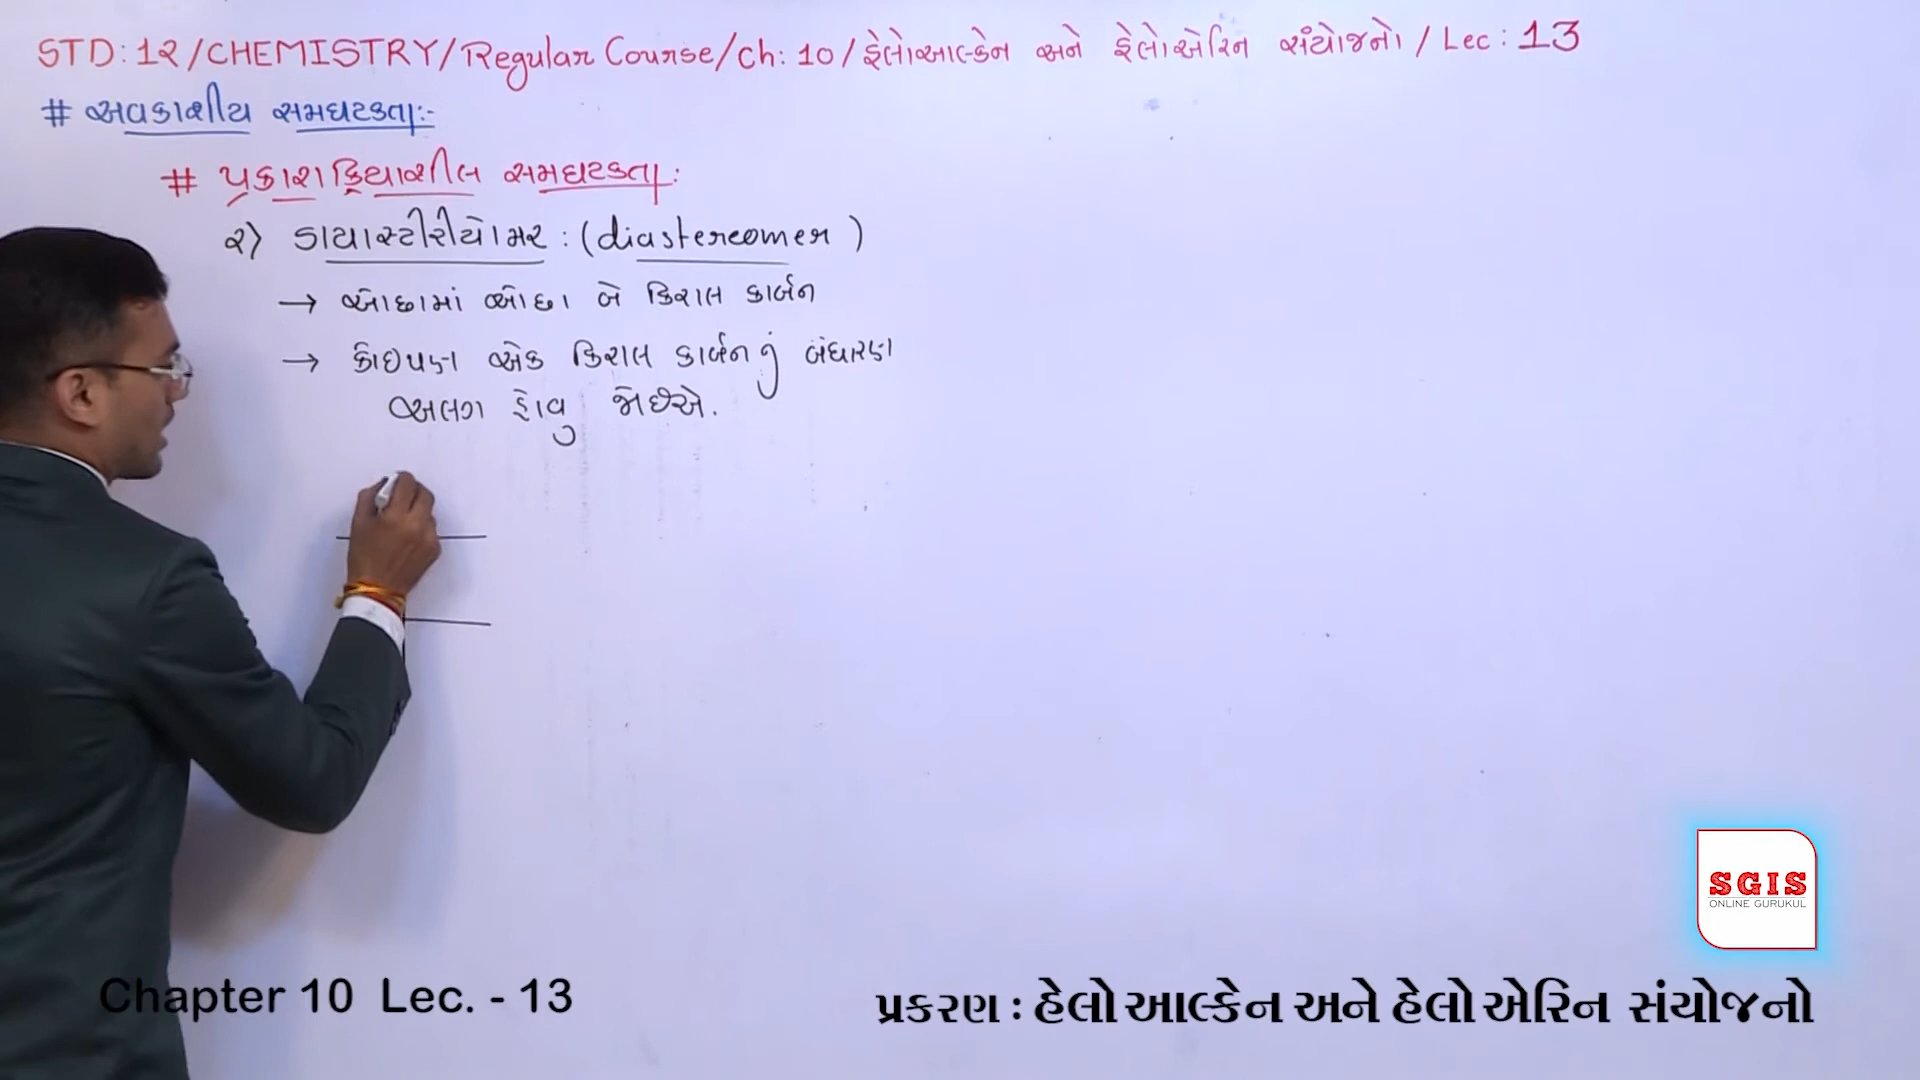 STD: 12/CHEMISTRY/Regular Course/Ch: 10/હેલોઆલ્કેન અને હેલોએરિન સંયોજનો / Lec: 13
# અવકાશીય સમઘટકતા:-
# પ્રકાશક્રિયાશીલ સમઘટકતા:
૨) ડાયાસ્ટીરીયોમર : (diastereomer)
→ ઓછામાં ઓછા બે કિરાલ કાર્બન
→ કોઇપણ એક કિરાલ કાર્બનનું બંધારણ
અલગ હોવુ જોઈએ.
SGIS
ONLINE GURUKUL
Chapter 10 Lec. - 13
પ્રકરણ : હેલોઆલ્કેન અને હેલોએરિન સંયોજનો